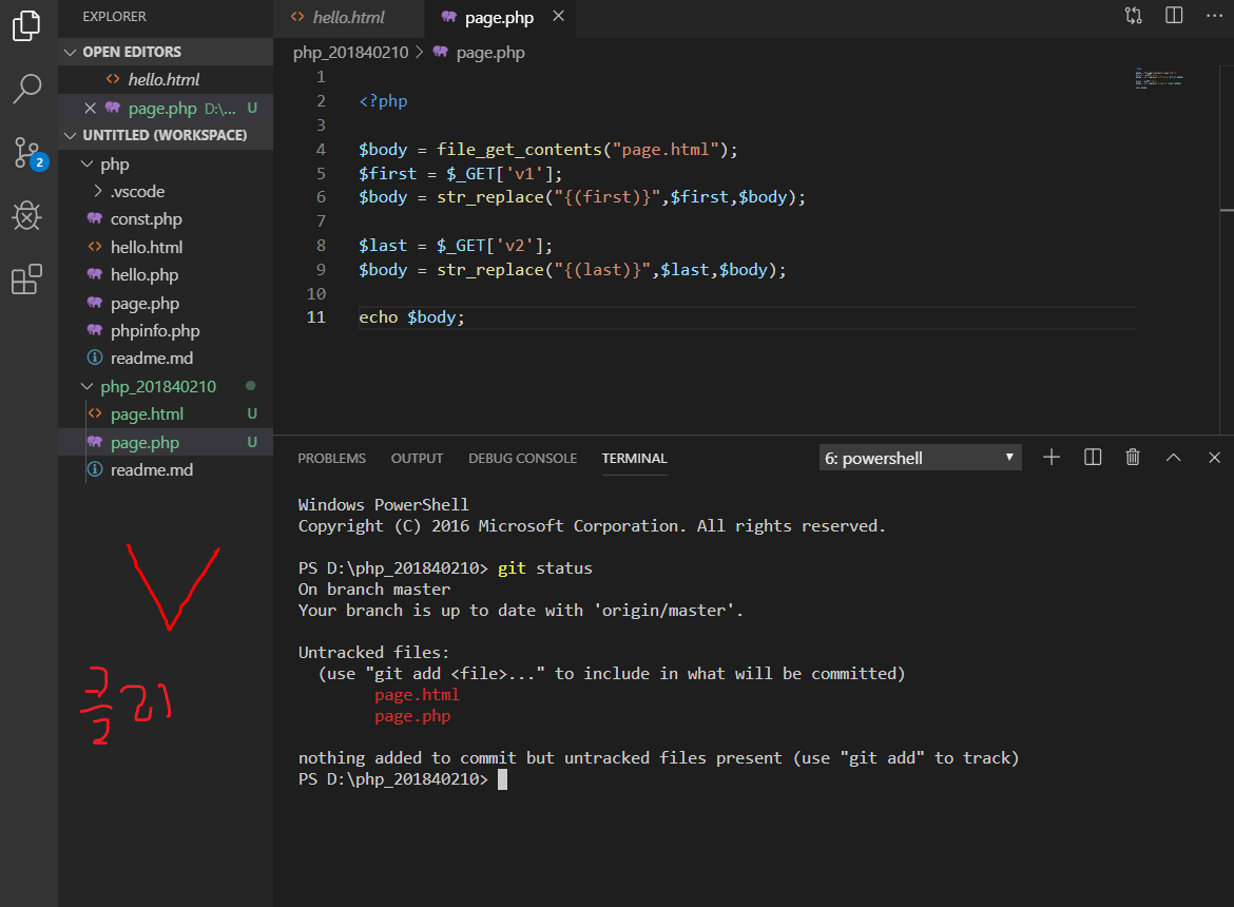 EXPLORER
OPEN EDITORS
hello.html
page.php D:\... U
UNTITLED (WORKSPACE)
php
.vscode
const.php
hello.html
hello.php
page.php
phpinfo.php
readme.md
php_201840210
page.html U
page.php U
readme.md
2
hello.html page.php
php_201840210 > page.php
1
2 <?php
3
4 $body = file_get_contents("page.html");
5 $first = $_GET['v1'];
6 $body = str_replace("{(first)}",$first,$body);
7
8 $last = $_GET['v2'];
9 $body = str_replace("{(last)}",$last,$body);
10
11 echo $body;
PROBLEMS OUTPUT DEBUG CONSOLE TERMINAL 6: powershell
Windows PowerShell
Copyright (C) 2016 Microsoft Corporation. All rights reserved.
PS D:\php_201840210> git status
On branch master
Your branch is up to date with 'origin/master'.
Untracked files:
(use "git add <file>..." to include in what will be committed)
page.html
page.php
nothing added to commit but untracked files present (use "git add" to track)
PS D:\php_201840210>